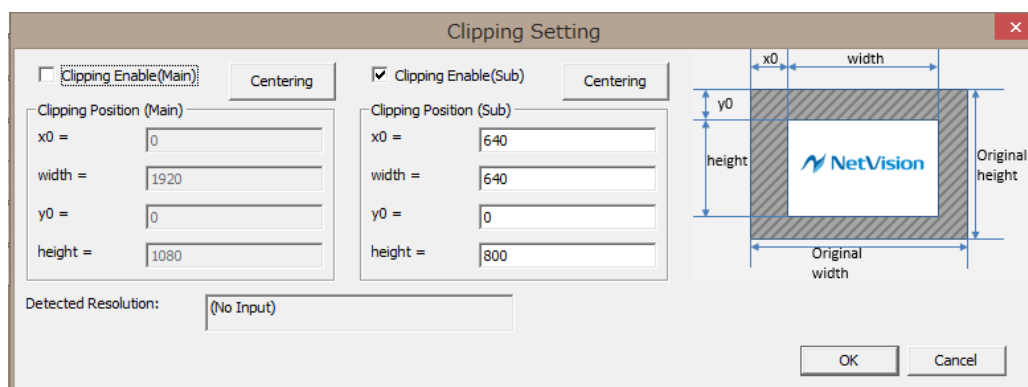 Clipping Setting
Clipping Enable(Main)
Centering
Clipping Position (Main)
x0 =
0
width =
1920
y0 =
0
height =
1080
Clipping Enable(Sub)
Centering
Clipping Position (Sub)
x0 =
640
width =
640
y0 =
0
height =
800
x0
width
y0
height
NetVision
Original
height
Original
width
Detected Resolution:
(No Input)
OK
Cancel